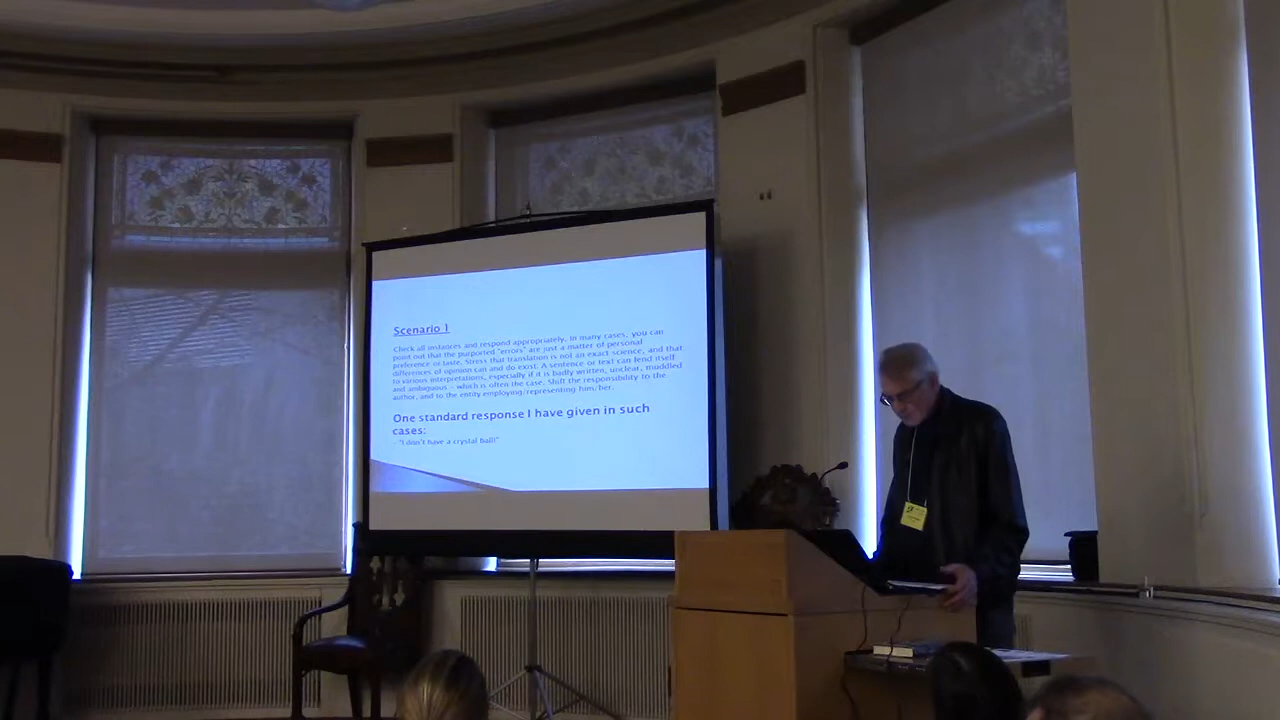 Scenario 1
Check all instances and respond appropriately. In many cases, you can
point out that the purported "errors" are just a matter of personal
preference or taste. Stress that translation is not an exact science, and that
differences of opinion can and do exist. A sentence or text can lend itself
to various interpretations, especially if it is badly written, unclear, muddled
and ambiguous - which is often the case. Shift the responsibility to the
author, and to the entity employing/representing him/her.
One standard response I have given in such
cases:
- "I don't have a crystal ball!"